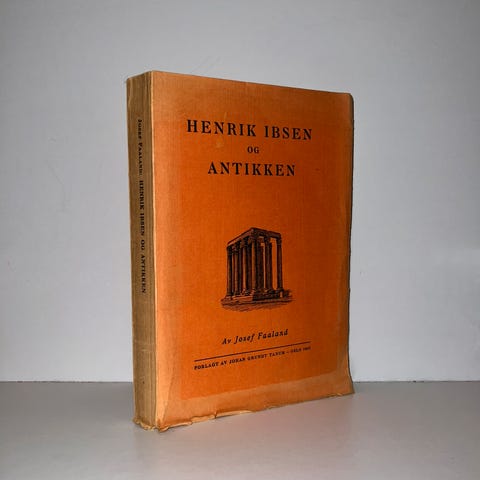 Josef Faaland: HENRIK IBSEN OG ANTIKKEN
HENRIK IBSEN
OG
ANTIKKEN
Av Josef Faaland
FORLAGT AV JOHAN GRUNDT TANUM — OSLO